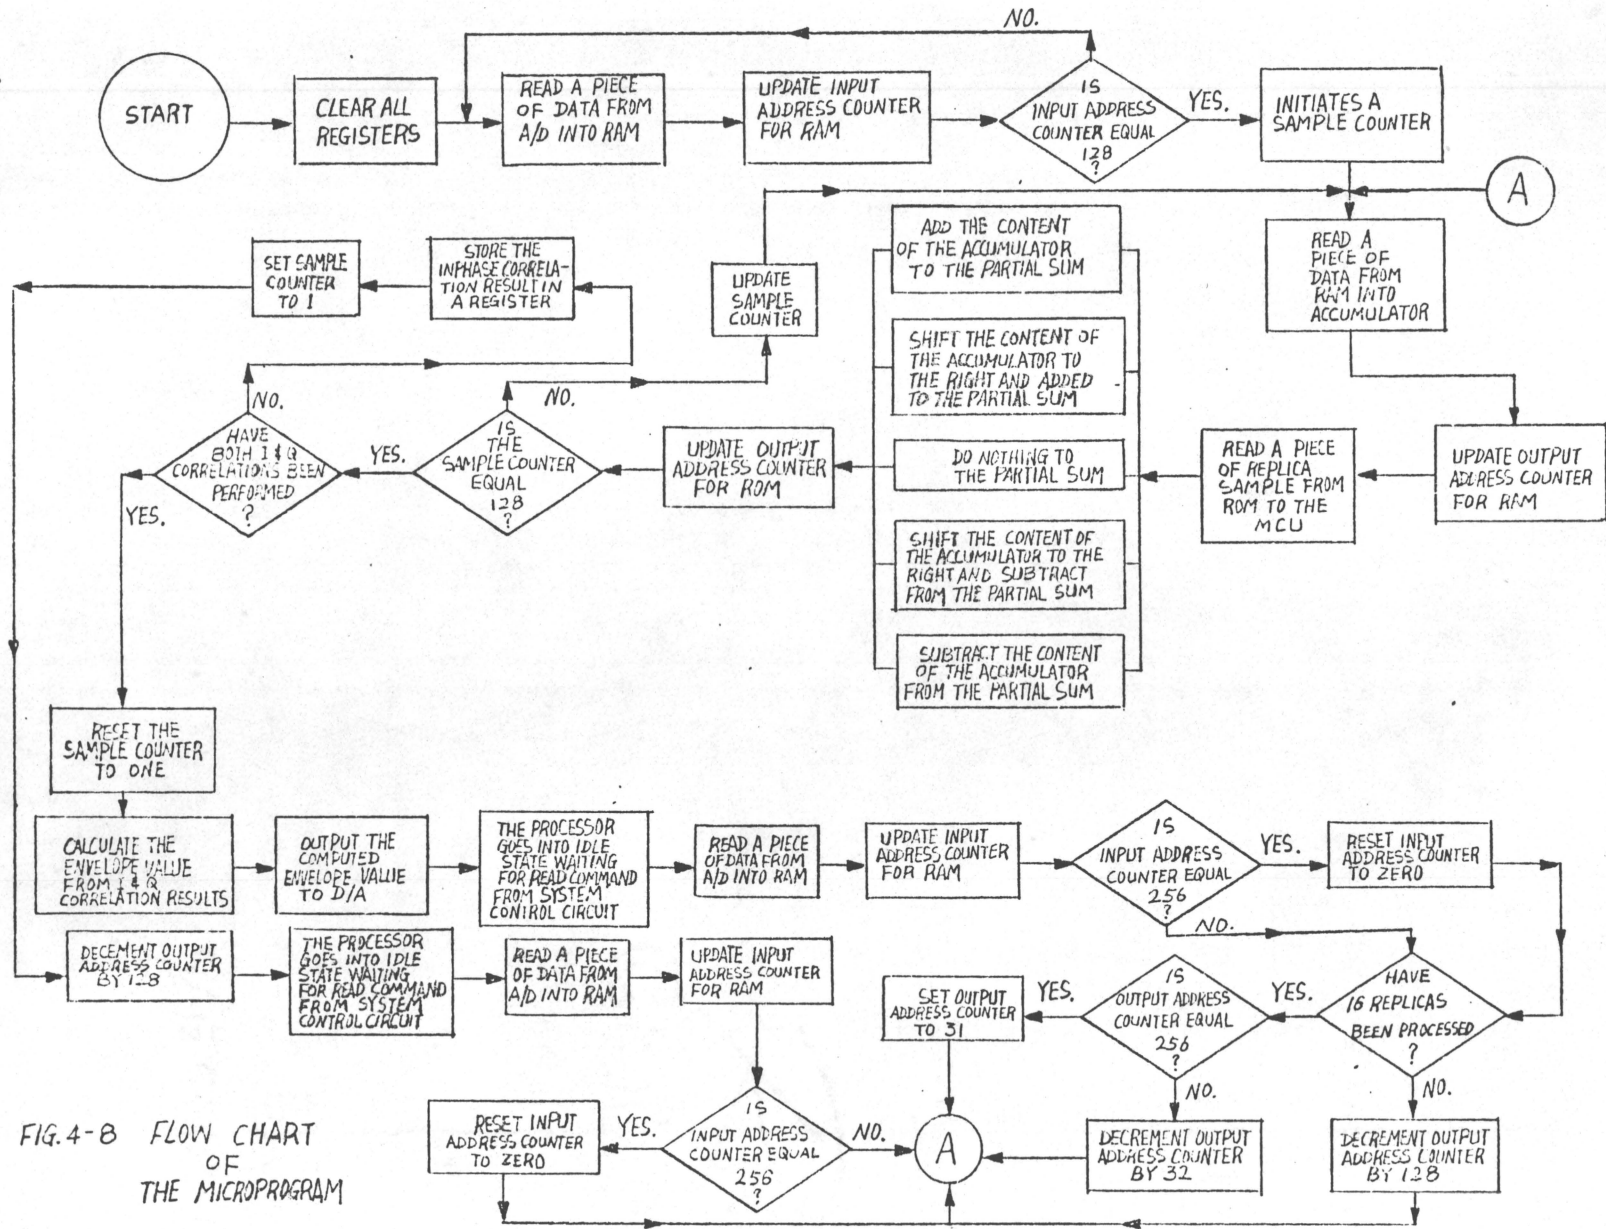 NO.
START
CLEAR ALL
REGISTERS
READ A PIECE
OF DATA FROM
A/D INTO RAM
UPDATE INPUT
ADDRESS COUNTER
FOR RAM
IS
INPUT ADDRESS
COUNTER EQUAL
128
?
YES.
INITIATES A
SAMPLE COUNTER
A
READ A
PIECE OF
DATA FROM
RAM INTO
ACCUMULATOR
UPDATE OUTPUT
ADDRESS COUNTER
FOR RAM
READ A PIECE
OF REPLICA
SAMPLE FROM
ROM TO THE
MCU
ADD THE CONTENT
OF THE ACCUMULATOR
TO THE PARTIAL SUM
SHIFT THE CONTENT OF
THE ACCUMULATOR TO
THE RIGHT AND ADDED
TO THE PARTIAL SUM
DO NOTHING TO
THE PARTIAL SUM
SHIFT THE CONTENT OF
THE ACCUMULATOR TO THE
RIGHT AND SUBTRACT
FROM THE PARTIAL SUM
SUBTRACT THE CONTENT
OF THE ACCUMULATOR
FROM THE PARTIAL SUM
UPDATE OUTPUT
ADDRESS COUNTER
FOR ROM
IS
THE
SAMPLE COUNTER
EQUAL
128
?
NO.
UPDATE
SAMPLE
COUNTER
YES.
HAVE
BOTH I & Q
CORRELATIONS BEEN
PERFORMED
?
NO.
STORE THE
INPHASE CORRELA-
TION RESULT IN
A REGISTER
SET SAMPLE
COUNTER
TO 1
YES.
RESET THE
SAMPLE COUNTER
TO ONE
CALCULATE THE
ENVELOPE VALUE
FROM I & Q
CORRELATION RESULTS
OUTPUT THE
COMPUTED
ENVELOPE VALUE
TO D/A
THE PROCESSOR
GOES INTO IDLE
STATE WAITING
FOR READ COMMAND
FROM SYSTEM
CONTROL CIRCUIT
READ A PIECE
OF DATA FROM
A/D INTO RAM
UPDATE INPUT
ADDRESS COUNTER
FOR RAM
IS
INPUT ADDRESS
COUNTER EQUAL
256
?
YES.
RESET INPUT
ADDRESS COUNTER
TO ZERO
NO.
HAVE
16 REPLICAS
BEEN PROCESSED
?
YES.
IS
OUTPUT ADDRESS
COUNTER EQUAL
256
?
YES.
SET OUTPUT
ADDRESS COUNTER
TO 31
NO.
DECREMENT OUTPUT
ADDRESS COUNTER
BY 32
NO.
DECREMENT OUTPUT
ADDRESS COUNTER
BY 128
DECEMENT OUTPUT
ADDRESS COUNTER
BY 128
THE PROCESSOR
GOES INTO IDLE
STATE WAITING
FOR READ COMMAND
FROM SYSTEM
CONTROL CIRCUIT
READ A PIECE
OF DATA FROM
A/D INTO RAM
UPDATE INPUT
ADDRESS COUNTER
FOR RAM
IS
INPUT ADDRESS
COUNTER EQUAL
256
?
YES.
RESET INPUT
ADDRESS COUNTER
TO ZERO
NO.
A
FIG. 4-8 FLOW CHART
OF
THE MICROPROGRAM